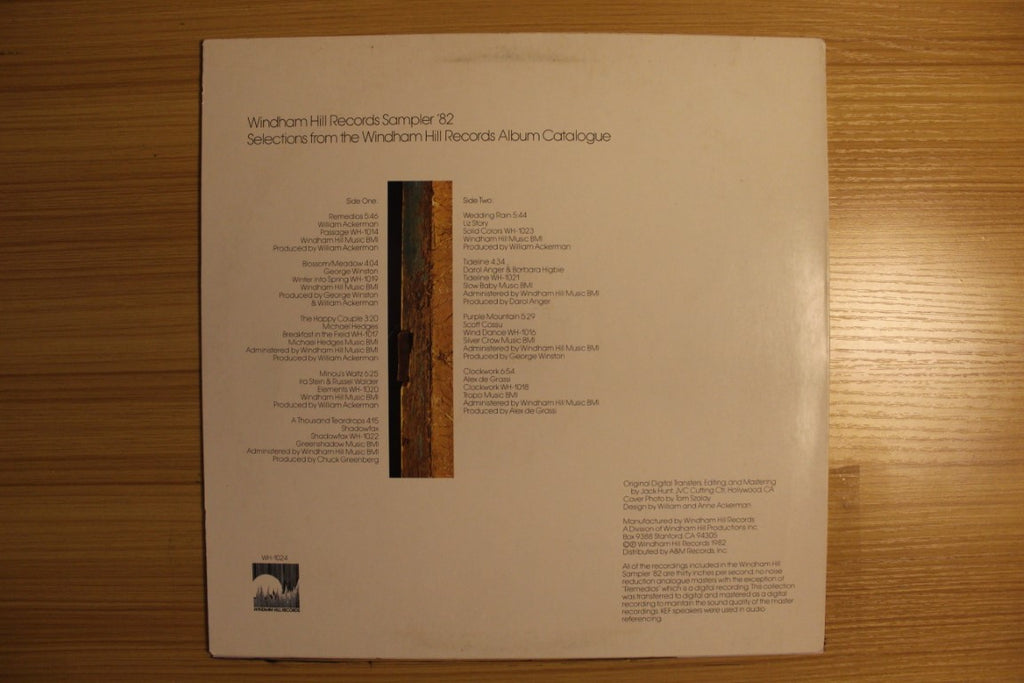 Windham Hill Records Sampler '82
Selections from the Windham Hill Records Album Catalogue
Side One:
Remedios 5:46
William Ackerman
Passage WH-1014
Windham Hill Music BMI
Produced by William Ackerman
Blossom/Meadow 4:04
George Winston
Winter into Spring WH-1019
Windham Hill Music BMI
Produced by George Winston
& William Ackerman
The Happy Couple 3:20
Michael Hedges
Breakfast in the Field WH-1017
Michael Hedges Music BMI
Administered by Windham Hill Music BMI
Produced by William Ackerman
Minou's Waltz 6:25
Ira Stein & Russel Walder
Elements WH-1020
Windham Hill Music BMI
Produced by William Ackerman
A Thousand Teardrops 4:15
Shadowfax
Shadowfax WH-1022
Greenshadow Music BMI
Administered by Windham Hill Music BMI
Produced by Chuck Greenberg
Side Two:
Wedding Rain 5:44
Liz Story
Solid Colors WH-1023
Windham Hill Music BMI
Produced by William Ackerman
Tideline 4:34
Darol Anger & Barbara Higbie
Tideline WH-1021
Slow Baby Music BMI
Administered by Windham Hill Music BMI
Produced by Darol Anger
Purple Mountain 5:29
Scott Cossu
Wind Dance WH-1016
Silver Crow Music BMI
Administered by Windham Hill Music BMI
Produced by George Winston
Clockwork 6:54
Alex de Grassi
Clockwork WH-1018
Tropo Music BMI
Administered by Windham Hill Music BMI
Produced by Alex de Grassi
Original Digital Transfers, Editing, and Mastering
by Jack Hunt, JVC Cutting Ctr., Hollywood, CA
Cover Photo by Tom Szalay
Design by William and Anne Ackerman
Manufactured by Windham Hill Records
A Division of Windham Hill Productions Inc.
Box 9388 Stanford, CA 94305
©℗ Windham Hill Records 1982
Distributed by A&M Records, Inc.
All of the recordings included in the Windham Hill
Sampler '82 are thirty inches per second, no noise
reduction analogue masters with the exception of
"Remedios" which is a digital recording. This collection
was transferred to digital and mastered as a digital
recording to maintain the sound quality of the master
recordings. KEF speakers were used in audio
referencing.
WH-1024
WINDHAM HILL RECORDS